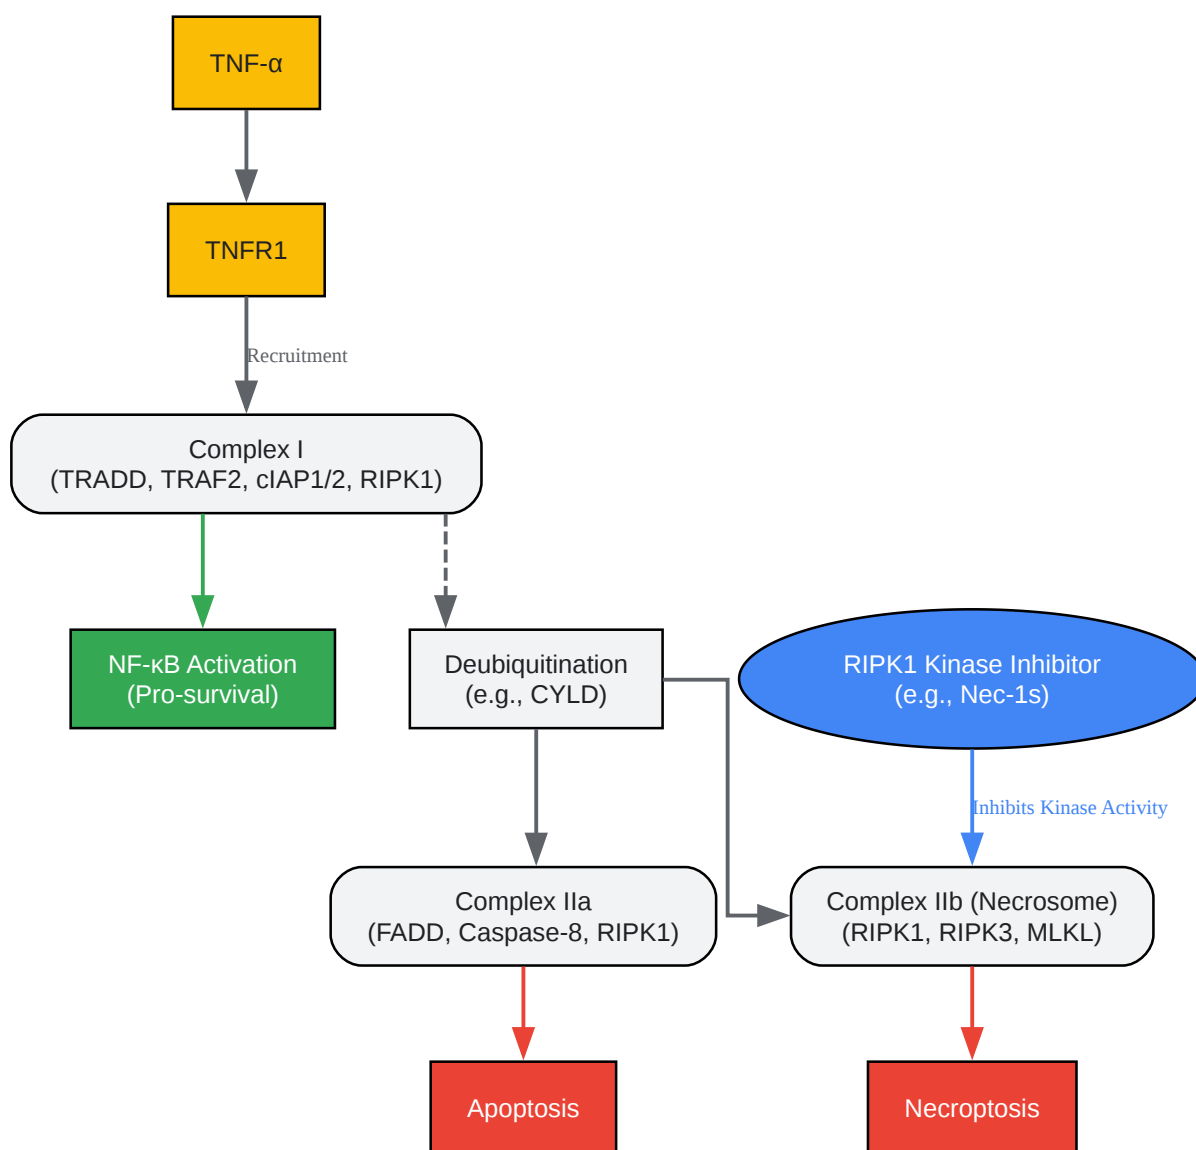 TNF-α
TNFR1
Recruitment
Complex I
(TRADD, TRAF2, cIAP1/2, RIPK1)
NF-κB Activation
(Pro-survival)
Deubiquitination
(e.g., CYLD)
RIPK1 Kinase Inhibitor
(e.g., Nec-1s)
Inhibits Kinase Activity
Complex IIa
(FADD, Caspase-8, RIPK1)
Complex IIb (Necrosome)
(RIPK1, RIPK3, MLKL)
Apoptosis
Necroptosis